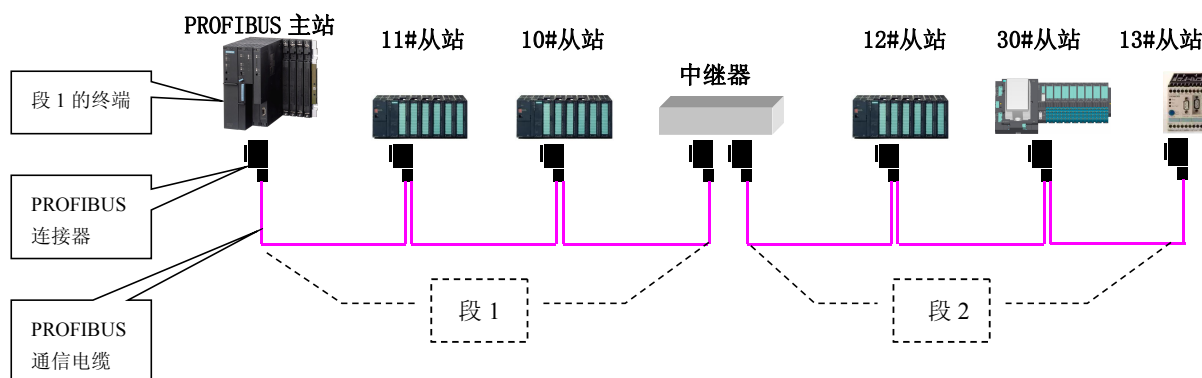 PROFIBUS 主站
11#从站
10#从站
中继器
12#从站
30#从站
13#从站
段 1 的终端
PROFIBUS
连接器
PROFIBUS
通信电缆
段 1
段 2